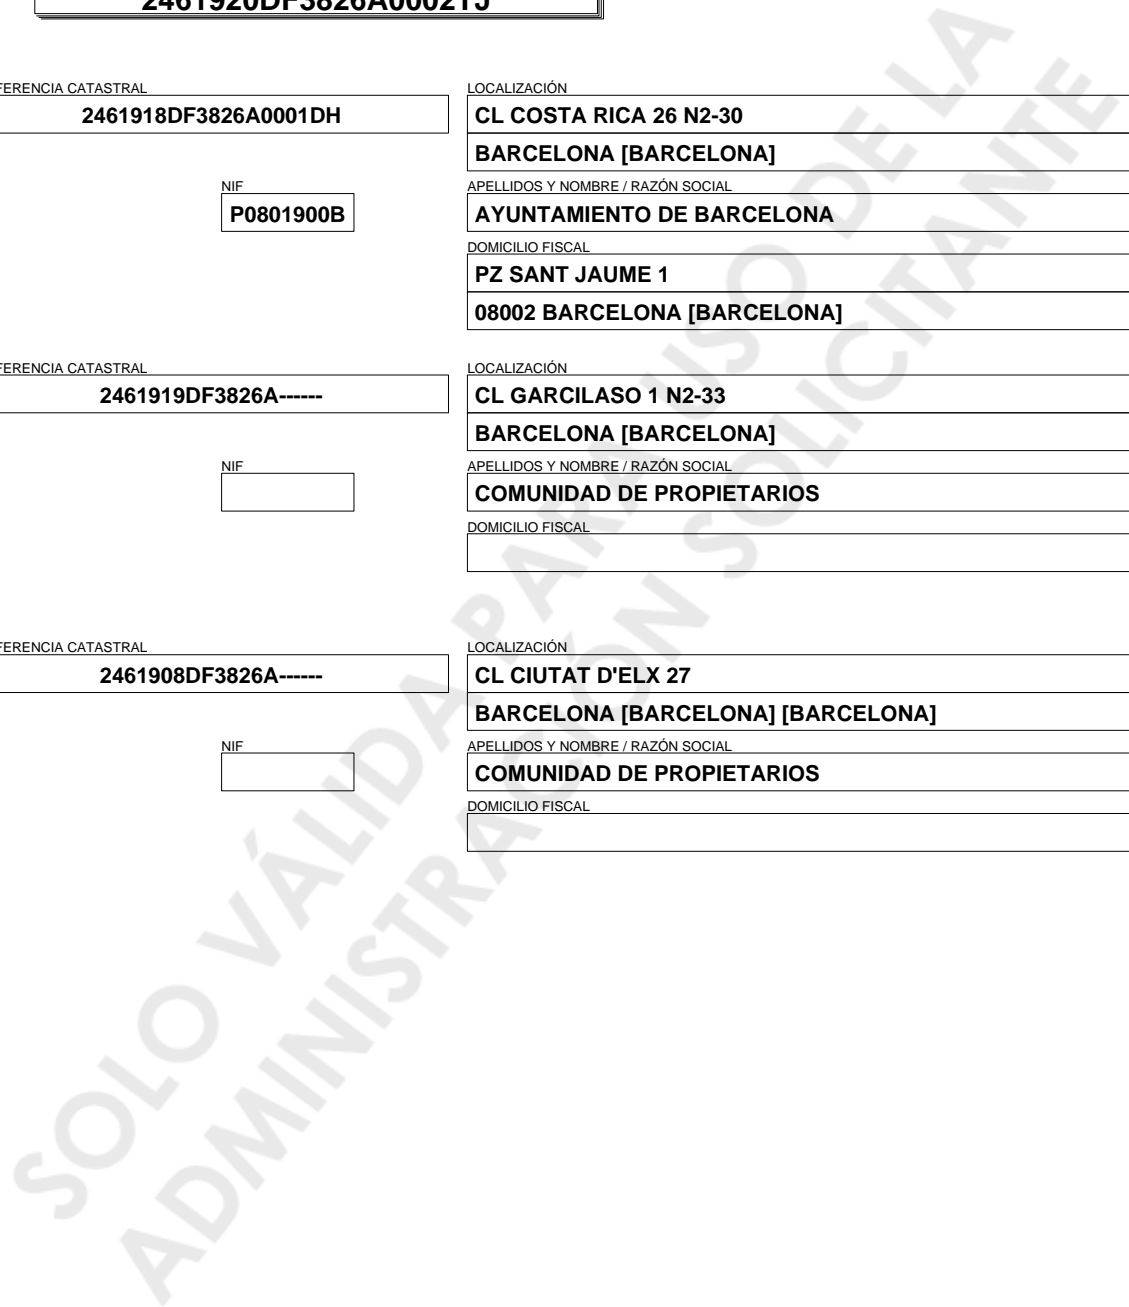 2461920DF3826A0002TJ
FERENCIA CATASTRAL
LOCALIZACIÓN
2461918DF3826A0001DH
CL COSTA RICA 26 N2-30
BARCELONA [BARCELONA]
NIF
APELLIDOS Y NOMBRE / RAZÓN SOCIAL
P0801900B
AYUNTAMIENTO DE BARCELONA
DOMICILIO FISCAL
PZ SANT JAUME 1
08002 BARCELONA [BARCELONA]
FERENCIA CATASTRAL
LOCALIZACIÓN
2461919DF3826A------
CL GARCILASO 1 N2-33
BARCELONA [BARCELONA]
NIF
APELLIDOS Y NOMBRE / RAZÓN SOCIAL
COMUNIDAD DE PROPIETARIOS
DOMICILIO FISCAL
FERENCIA CATASTRAL
LOCALIZACIÓN
2461908DF3826A------
CL CIUTAT D'ELX 27
BARCELONA [BARCELONA] [BARCELONA]
NIF
APELLIDOS Y NOMBRE / RAZÓN SOCIAL
COMUNIDAD DE PROPIETARIOS
DOMICILIO FISCAL
SOLO VÁLIDA PARA USO DE LA
ADMINISTRACIÓN SOLICITANTE